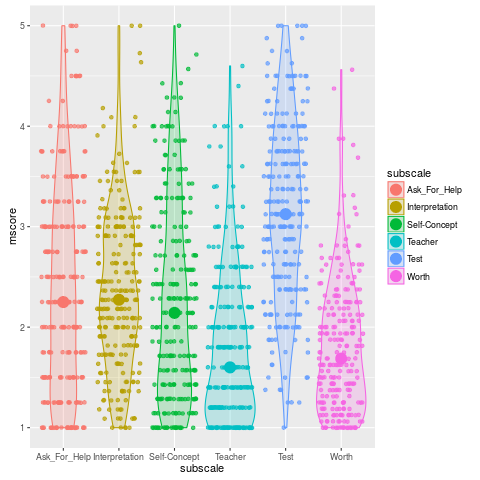 mscore
5
4
3
2
1
Ask_For_Help Interpretation Self-Concept Teacher Test Worth
subscale
subscale
Ask_For_Help
Interpretation
Self-Concept
Teacher
Test
Worth